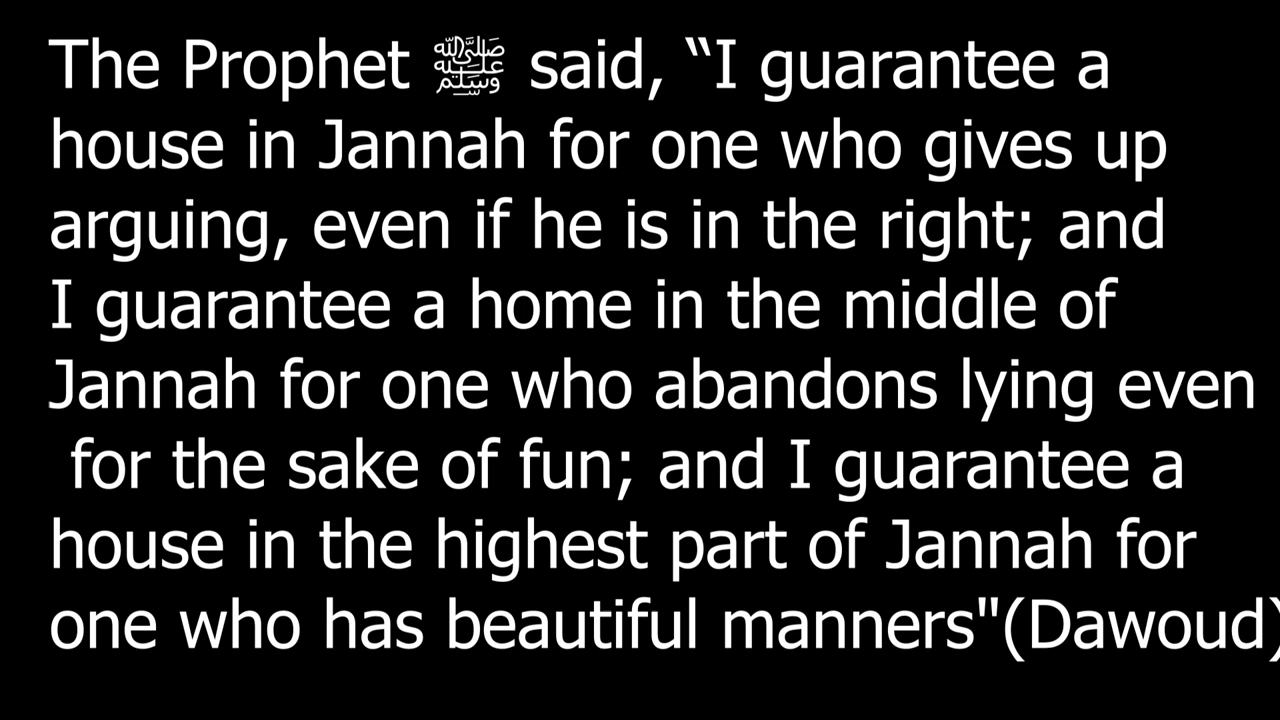 The Prophet ﷺ said, “I guarantee a
house in Jannah for one who gives up
arguing, even if he is in the right; and
I guarantee a home in the middle of
Jannah for one who abandons lying even
for the sake of fun; and I guarantee a
house in the highest part of Jannah for
one who has beautiful manners"(Dawoud)